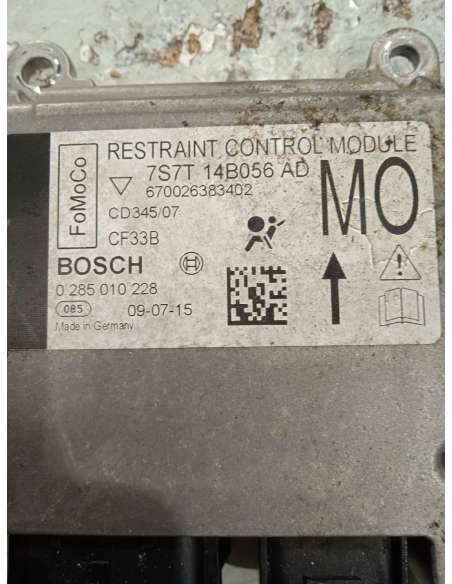 FoMoCo
RESTRAINT CONTROL MODULE
7S7T 14B056 AD
670026383402
CD345/07
CF33B
MO
BOSCH
0 285 010 228
085
09-07-15
Made in Germany